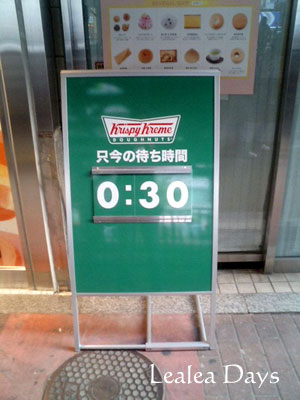 Krispy Kreme
DOUGHNUTS
只今の待ち時間
0:30
Lealea Days